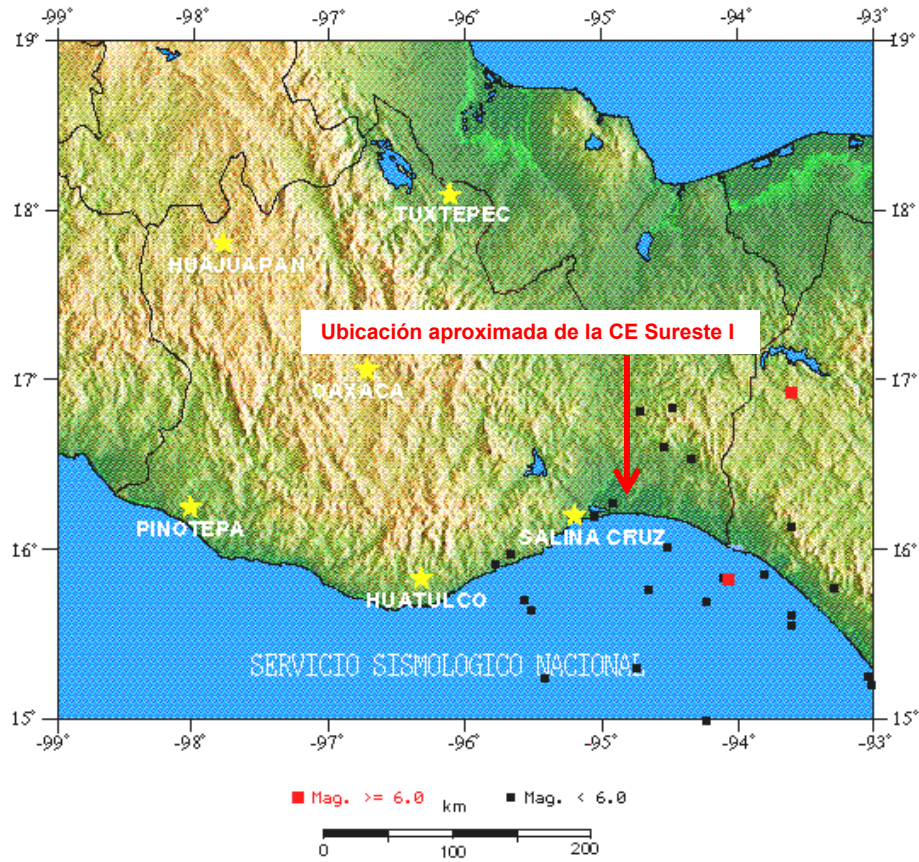 -99° -98° -97° -96° -95° -94° -93°
19° 19°
TUXTEPEC
18° 18°
HUAJUAPAN
Ubicación aproximada de la CE Sureste I
17° 17°
OAXACA
PINOTEPA
SALINA CRUZ
16° 16°
HUATULCO
SERVICIO SISMOLOGICO NACIONAL
15° 15°
-99° -98° -97° -96° -95° -94° -93°
Mag. >= 6.0 km Mag. < 6.0
0 100 200